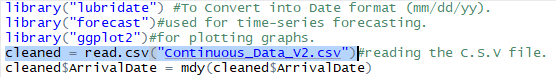 library("lubridate") #To Convert into Date format (mm/dd/yy).
library("forecast")#used for time-series forecasting.
library("ggplot2")#for plotting graphs.
cleaned = read.csv("Continuous_Data_V2.csv")#reading the C.S.V file.
cleaned$ArrivalDate = mdy(cleaned$ArrivalDate)